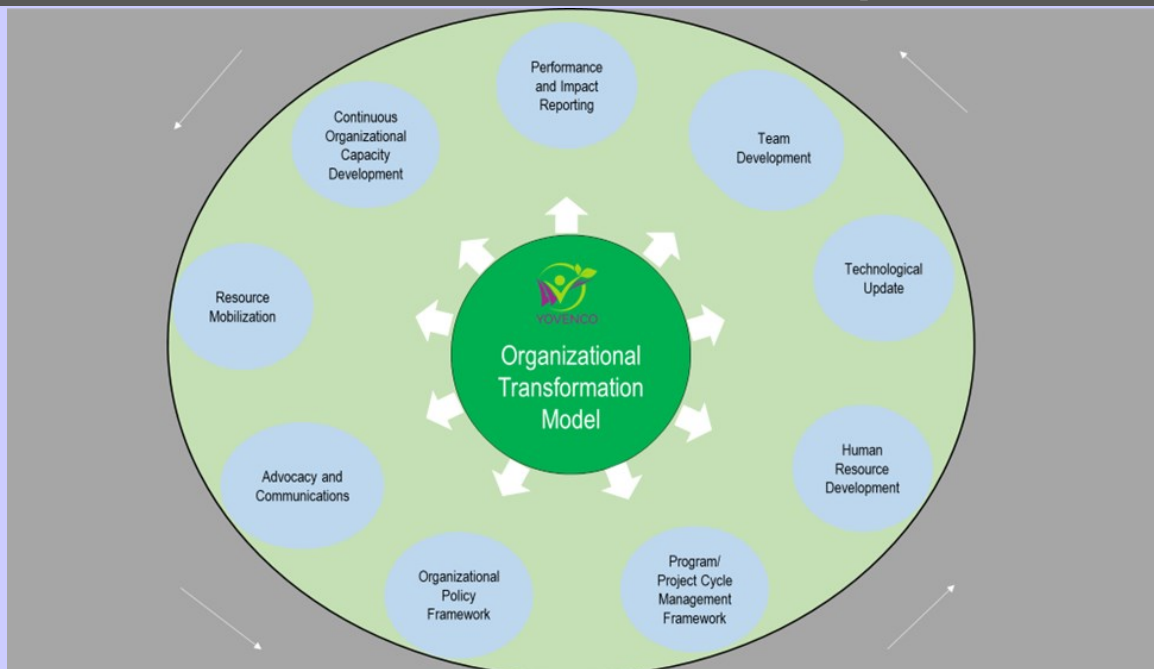 Performance
and Impact
Reporting
Team
Development
Technological
Update
Human
Resource
Development
Program/
Project Cycle
Management
Framework
Organizational
Policy
Framework
Advocacy and
Communications
Resource
Mobilization
Continuous
Organizational
Capacity
Development
YOVENCO
Organizational
Transformation
Model